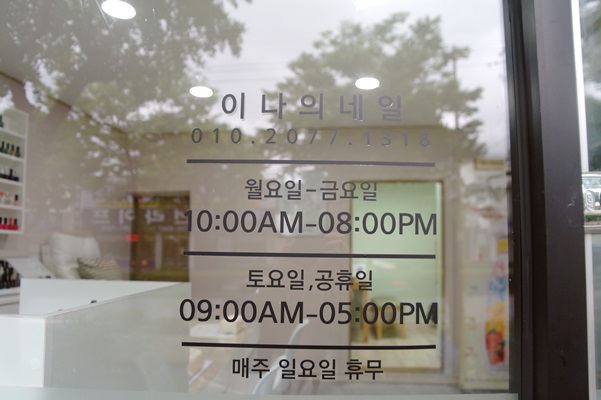 이나의네일
010.2077.1318
월요일-금요일
10:00AM-08:00PM
토요일,공휴일
09:00AM-05:00PM
매주 일요일 휴무